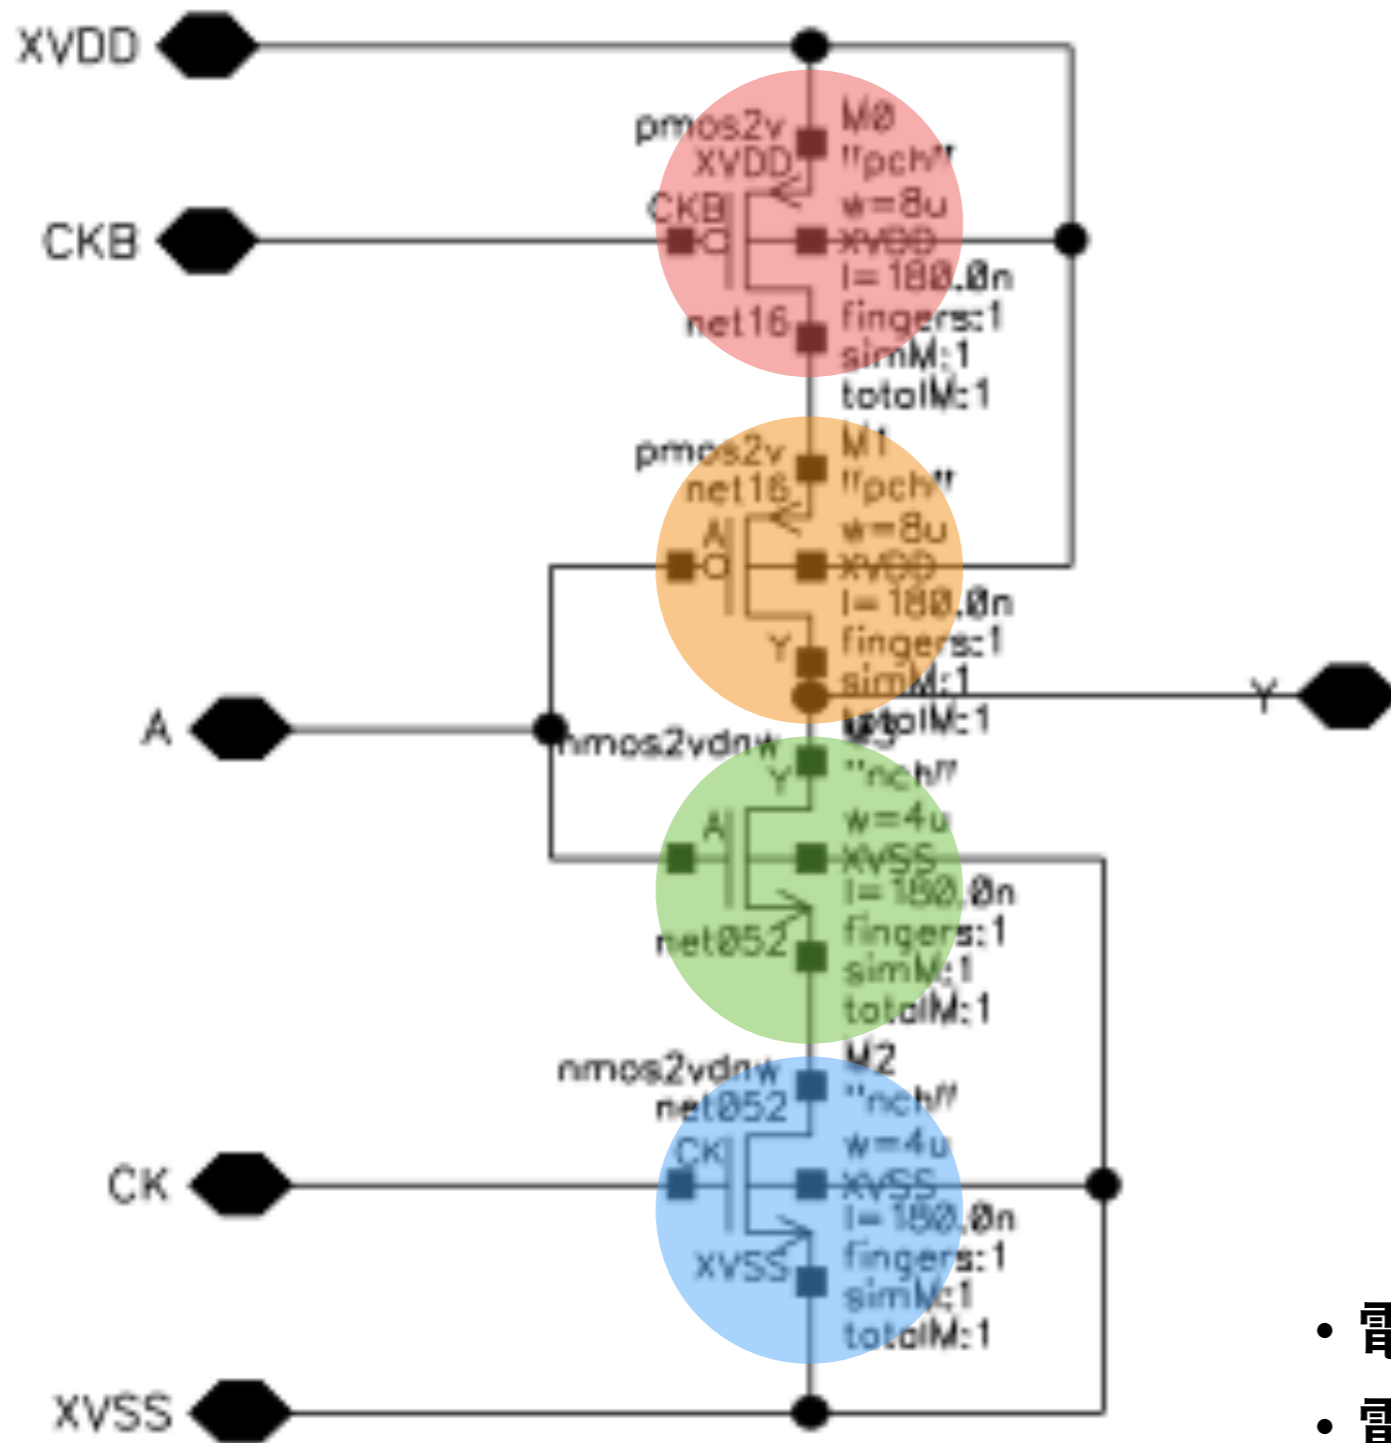 XVDD
pmos2v
M0
XVDD
"pch"
CKB
w=8u
CKB
XVDD
l=180.0n
net16
fingers:1
simM:1
totalM:1
pmos2v
M1
net16
"pch"
A
w=8u
XVDD
l=180.0n
Y
fingers:1
simM:1
totalM:1
Y
A
nmos2vdnw
M3
Y
"nch"
A
w=4u
XVSS
l=180.0n
net052
fingers:1
simM:1
totalM:1
nmos2vdnw
M2
net052
"nch"
CK
w=4u
CK
XVSS
l=180.0n
XVSS
fingers:1
simM:1
totalM:1
XVSS
• 電
• 電